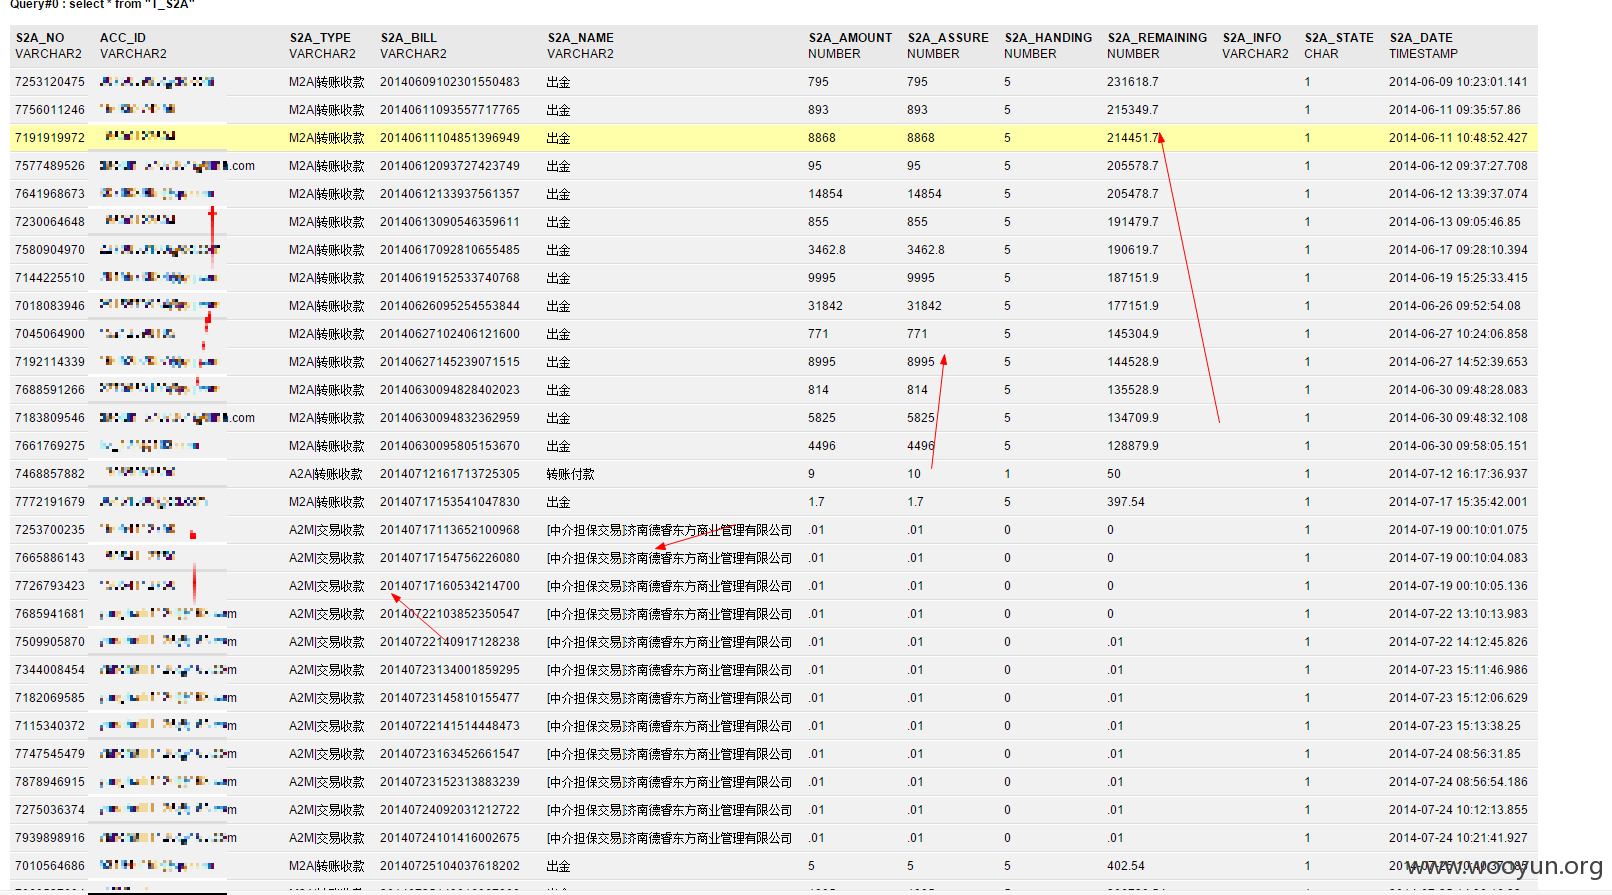 Query#0 : select * from "T_S2A"
S2A_NO ACC_ID S2A_TYPE S2A_BILL S2A_NAME S2A_AMOUNT S2A_ASSURE S2A_HANDING S2A_REMAINING S2A_INFO S2A_STATE S2A_DATE
VARCHAR2 VARCHAR2 VARCHAR2 VARCHAR2 VARCHAR2 NUMBER NUMBER NUMBER NUMBER VARCHAR2 CHAR TIMESTAMP
7253120475 M2A|转账收款 20140609102301550483 出金 795 795 5 231618.7 1 2014-06-09 10:23:01.141
7756011246 M2A|转账收款 20140611093557717765 出金 893 893 5 215349.7 1 2014-06-11 09:35:57.86
7191919972 M2A|转账收款 20140611104851396949 出金 8868 8868 5 214451.7 1 2014-06-11 10:48:52.427
7577489526 .com M2A|转账收款 20140612093727423749 出金 95 95 5 205578.7 1 2014-06-12 09:37:27.708
7641968673 M2A|转账收款 20140612133937561357 出金 14854 14854 5 205478.7 1 2014-06-12 13:39:37.074
7230064648 M2A|转账收款 20140613090546359611 出金 855 855 5 191479.7 1 2014-06-13 09:05:46.85
7580904970 M2A|转账收款 20140617092810655485 出金 3462.8 3462.8 5 190619.7 1 2014-06-17 09:28:10.394
7144225510 M2A|转账收款 20140619152533740768 出金 9995 9995 5 187151.9 1 2014-06-19 15:25:33.415
7018083946 M2A|转账收款 20140626095254553844 出金 31842 31842 5 177151.9 1 2014-06-26 09:52:54.08
7045064900 M2A|转账收款 20140627102406121600 出金 771 771 5 145304.9 1 2014-06-27 10:24:06.858
7192114339 M2A|转账收款 20140627145239071515 出金 8995 8995 5 144528.9 1 2014-06-27 14:52:39.653
7688591266 M2A|转账收款 20140630094828402023 出金 814 814 5 135528.9 1 2014-06-30 09:48:28.083
7183809546 .com M2A|转账收款 20140630094832362959 出金 5825 5825 5 134709.9 1 2014-06-30 09:48:32.108
7661769275 M2A|转账收款 20140630095805153670 出金 4496 4496 5 128879.9 1 2014-06-30 09:58:05.151
7468857882 A2A|转账收款 20140712161713725305 转账付款 9 10 1 50 1 2014-07-12 16:17:36.937
7772191679 M2A|转账收款 20140717153541047830 出金 1.7 1.7 5 397.54 1 2014-07-17 15:35:42.001
7253700235 A2M|交易收款 20140717113652100968 [中介担保交易]济南德睿东方商业管理有限公司 .01 .01 0 0 1 2014-07-19 00:10:01.075
7665886143 A2M|交易收款 20140717154756226080 [中介担保交易]济南德睿东方商业管理有限公司 .01 .01 0 0 1 2014-07-19 00:10:04.083
7726793423 A2M|交易收款 20140717160534214700 [中介担保交易]济南德睿东方商业管理有限公司 .01 .01 0 0 1 2014-07-19 00:10:05.136
7685941681 m A2M|交易收款 20140722103852350547 [中介担保交易]济南德睿东方商业管理有限公司 .01 .01 0 0 1 2014-07-22 13:10:13.983
7509905870 m A2M|交易收款 20140722140917128238 [中介担保交易]济南德睿东方商业管理有限公司 .01 .01 0 .01 1 2014-07-22 14:12:45.826
7344008454 m A2M|交易收款 20140723134001859295 [中介担保交易]济南德睿东方商业管理有限公司 .01 .01 0 .01 1 2014-07-23 15:11:46.986
7182069585 m A2M|交易收款 20140723145810155477 [中介担保交易]济南德睿东方商业管理有限公司 .01 .01 0 .01 1 2014-07-23 15:12:06.629
7115340372 m A2M|交易收款 20140722141514448473 [中介担保交易]济南德睿东方商业管理有限公司 .01 .01 0 .01 1 2014-07-23 15:13:38.25
7747545479 m A2M|交易收款 20140723163452661547 [中介担保交易]济南德睿东方商业管理有限公司 .01 .01 0 .01 1 2014-07-24 08:56:31.85
7878946915 m A2M|交易收款 20140723152313883239 [中介担保交易]济南德睿东方商业管理有限公司 .01 .01 0 .01 1 2014-07-24 08:56:54.186
7275036374 m A2M|交易收款 20140724092031212722 [中介担保交易]济南德睿东方商业管理有限公司 .01 .01 0 .01 1 2014-07-24 10:12:13.855
7939898916 m A2M|交易收款 20140724101416002675 [中介担保交易]济南德睿东方商业管理有限公司 .01 .01 0 .01 1 2014-07-24 10:21:41.927
7010564686 M2A|转账收款 20140725104037618202 出金 5 5 5 402.54 1
www.wooyun.org